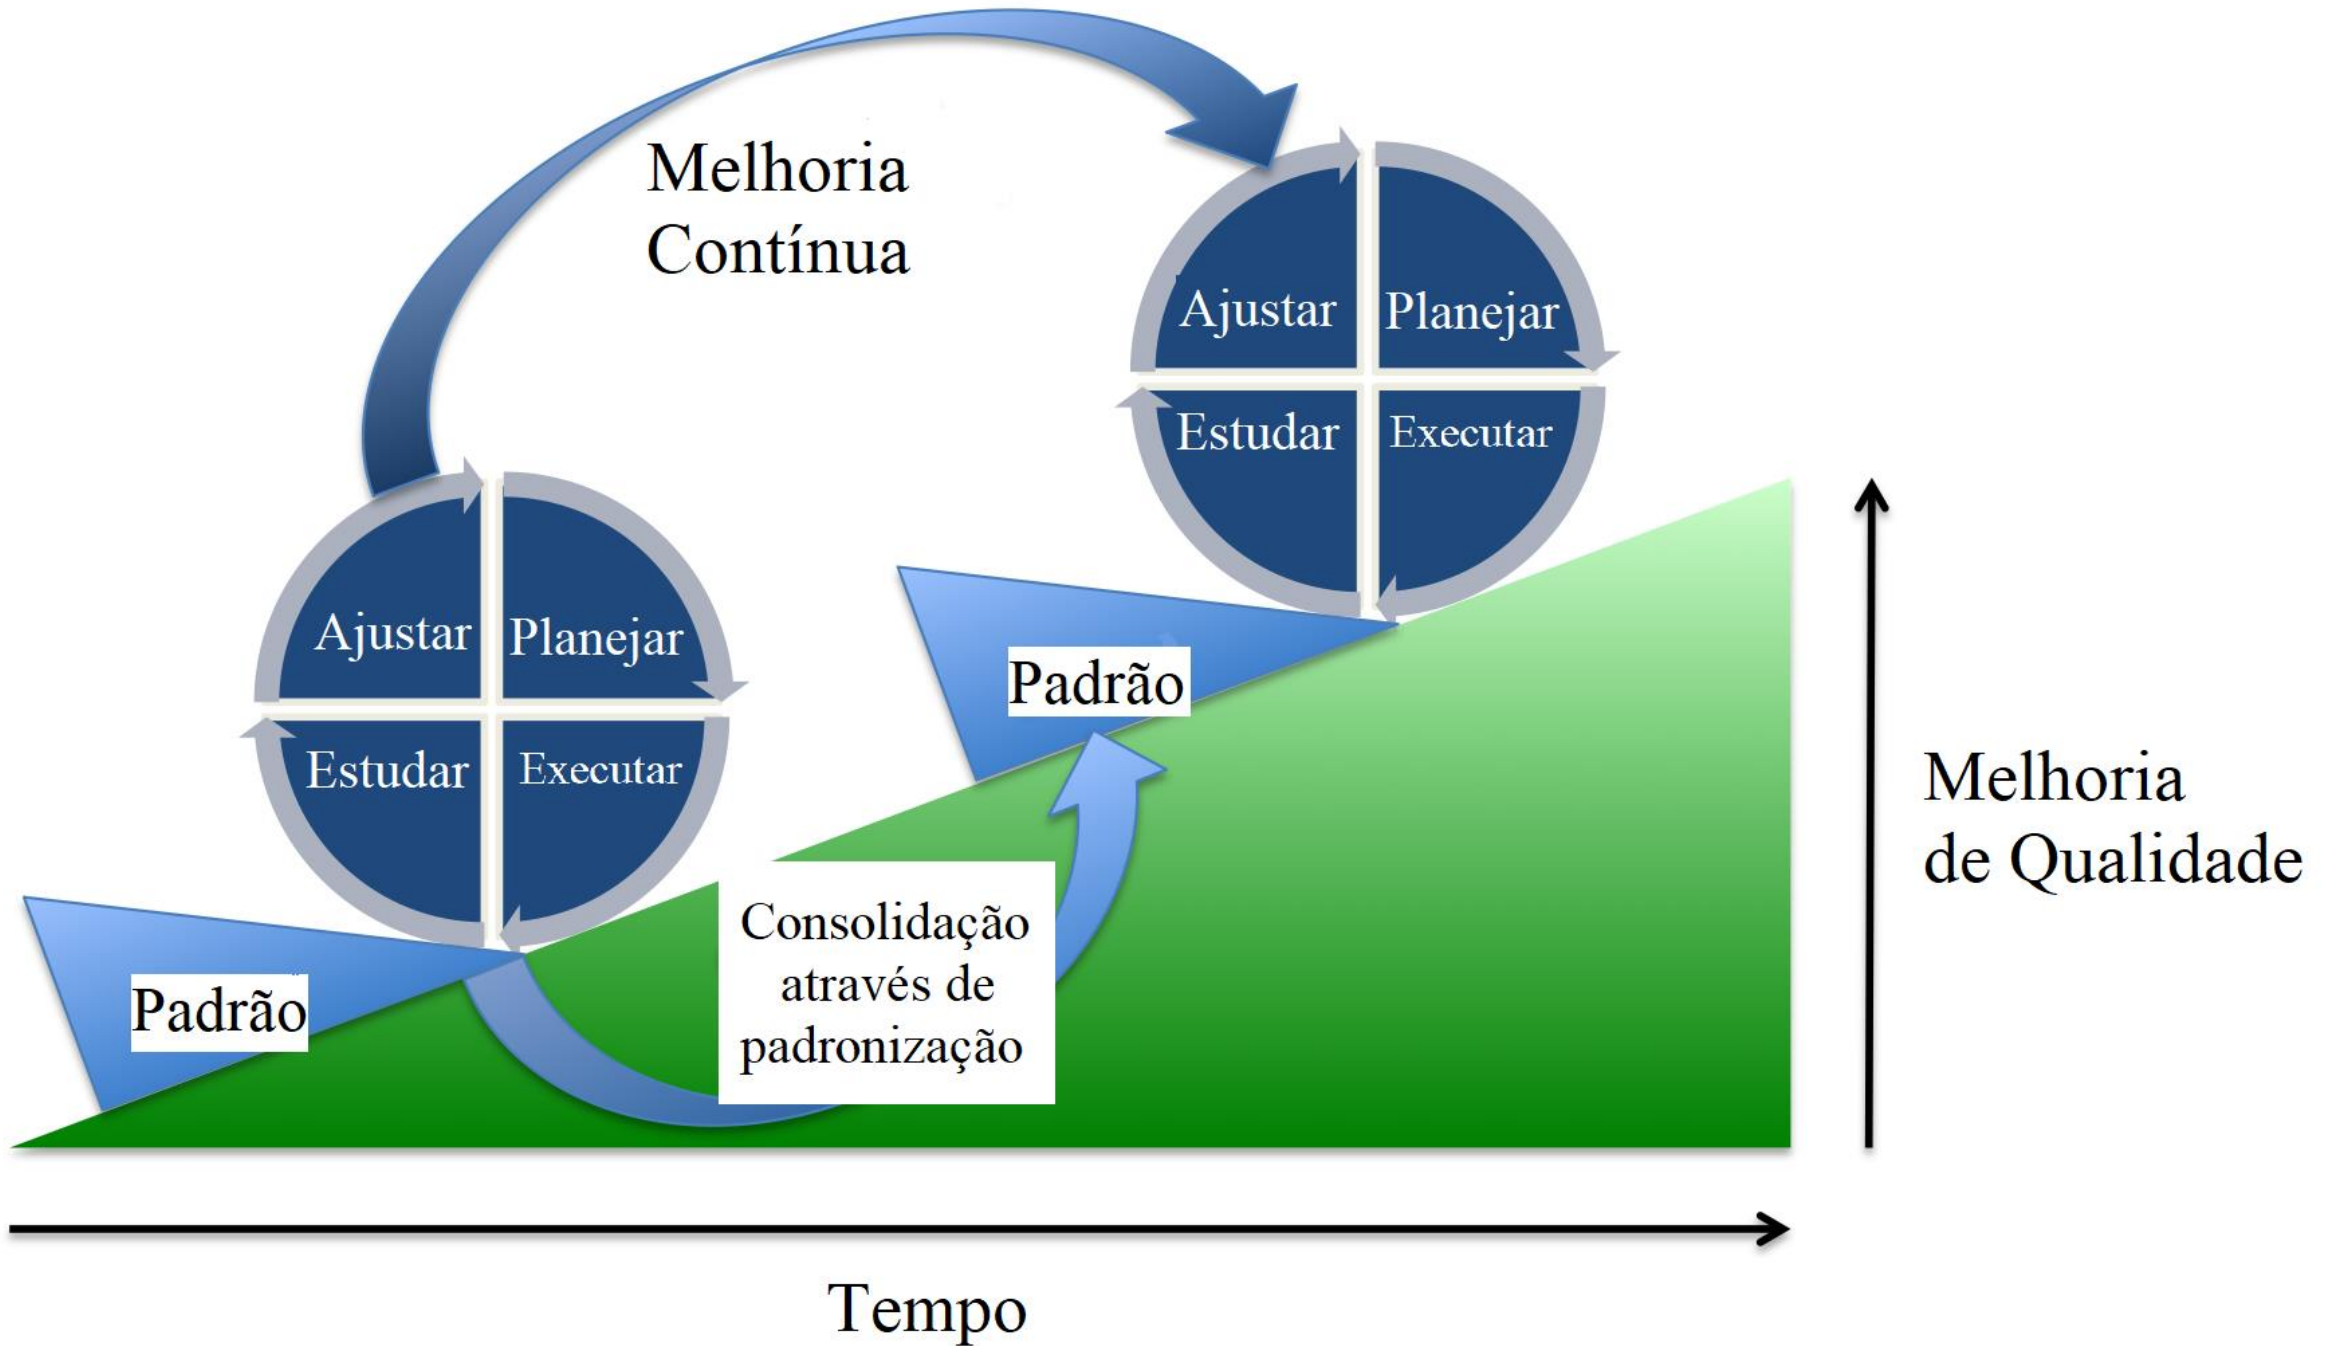 Melhoria
Contínua
Ajustar
Planejar
Estudar
Executar
Ajustar
Planejar
Estudar
Executar
Padrão
Padrão
Consolidação
através de
padronização
Melhoria
de Qualidade
Tempo